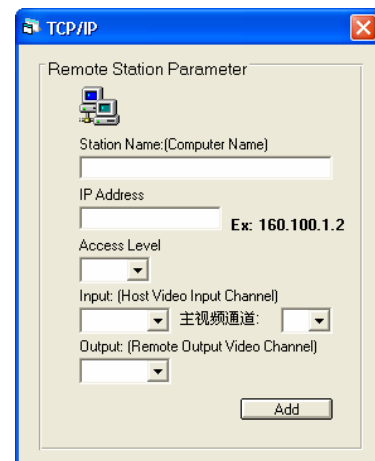 TCP/IP
Remote Station Parameter
Station Name:(Computer Name)
IP Address
Ex: 160.100.1.2
Access Level
Input: (Host Video Input Channel)
主视频通道:
Output: (Remote Output Video Channel)
Add